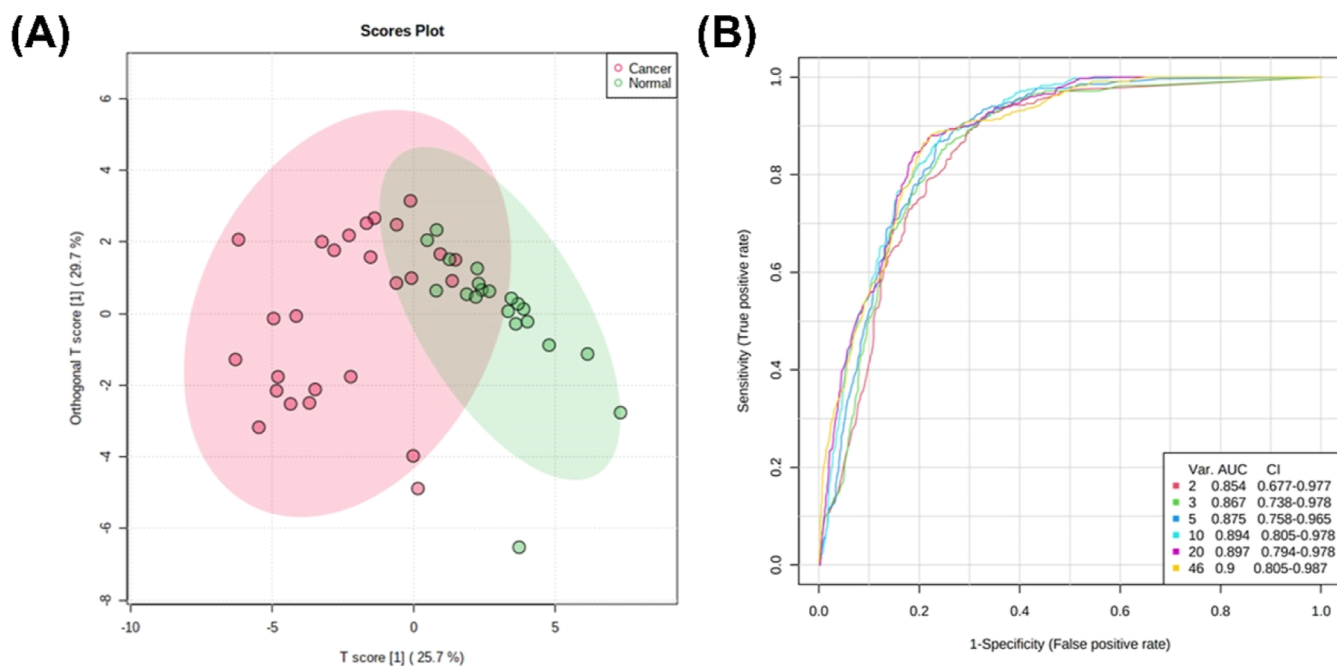 (A)
Scores Plot
Cancer
Normal
Orthogonal T score [1] ( 29.7 %)
6
4
2
0
-2
-4
-6
-8
-10
-5
0
5
T score [1] ( 25.7 %)
(B)
Sensitivity (True positive rate)
1.0
0.8
0.6
0.4
0.2
0.0
Var. AUC CI
2 0.854 0.677-0.977
3 0.867 0.738-0.978
5 0.875 0.758-0.965
10 0.894 0.805-0.978
20 0.897 0.794-0.978
46 0.9 0.805-0.987
0.0
0.2
0.4
0.6
0.8
1.0
1-Specificity (False positive rate)